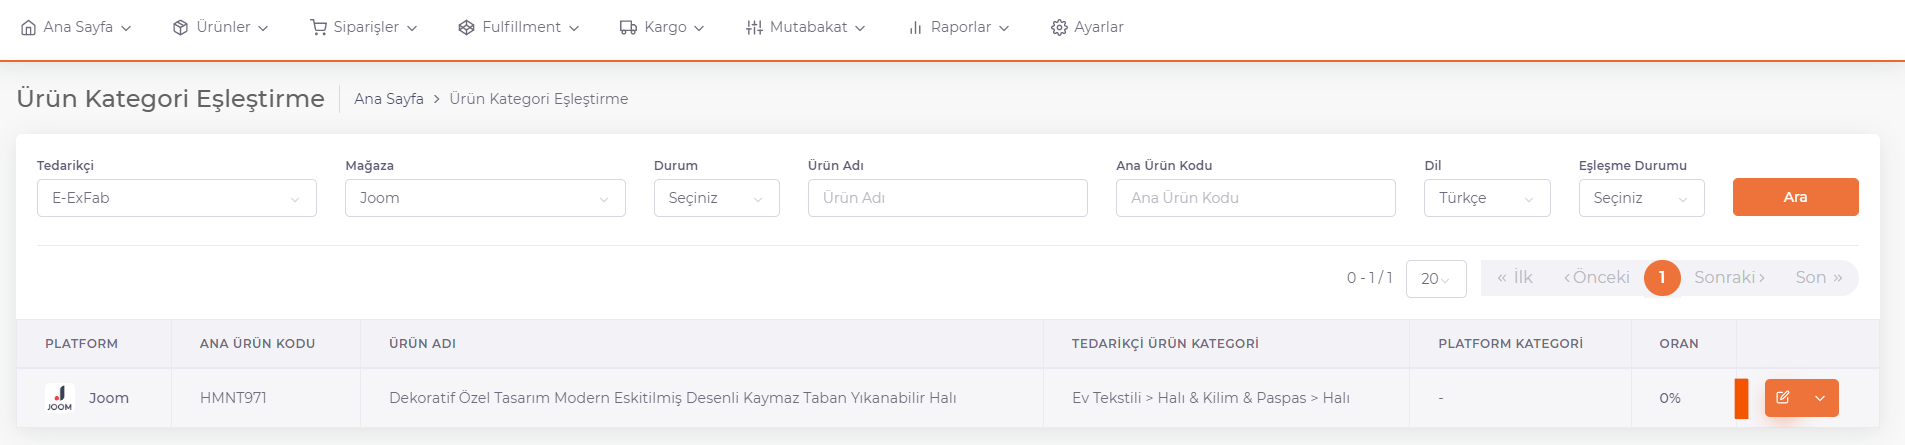 Ana Sayfa Ürünler Siparişler Fulfillment Kargo Mutabakat Raporlar Ayarlar
Ürün Kategori Eşleştirme Ana Sayfa > Ürün Kategori Eşleştirme
Tedarikçi Mağaza Durum Ürün Adı Ana Ürün Kodu Dil Eşleşme Durumu
E-ExFab Joom Seçiniz Ürün Adı Ana Ürün Kodu Türkçe Seçiniz Ara
0 - 1 / 1 20 « İlk ‹ Önceki 1 Sonraki › Son »
PLATFORM ANA ÜRÜN KODU ÜRÜN ADI TEDARİKÇİ ÜRÜN KATEGORİ PLATFORM KATEGORİ ORAN
JOOM Joom HMNT971 Dekoratif Özel Tasarım Modern Eskitilmiş Desenli Kaymaz Taban Yıkanabilir Halı Ev Tekstili > Halı & Kilim & Paspas > Halı - 0%